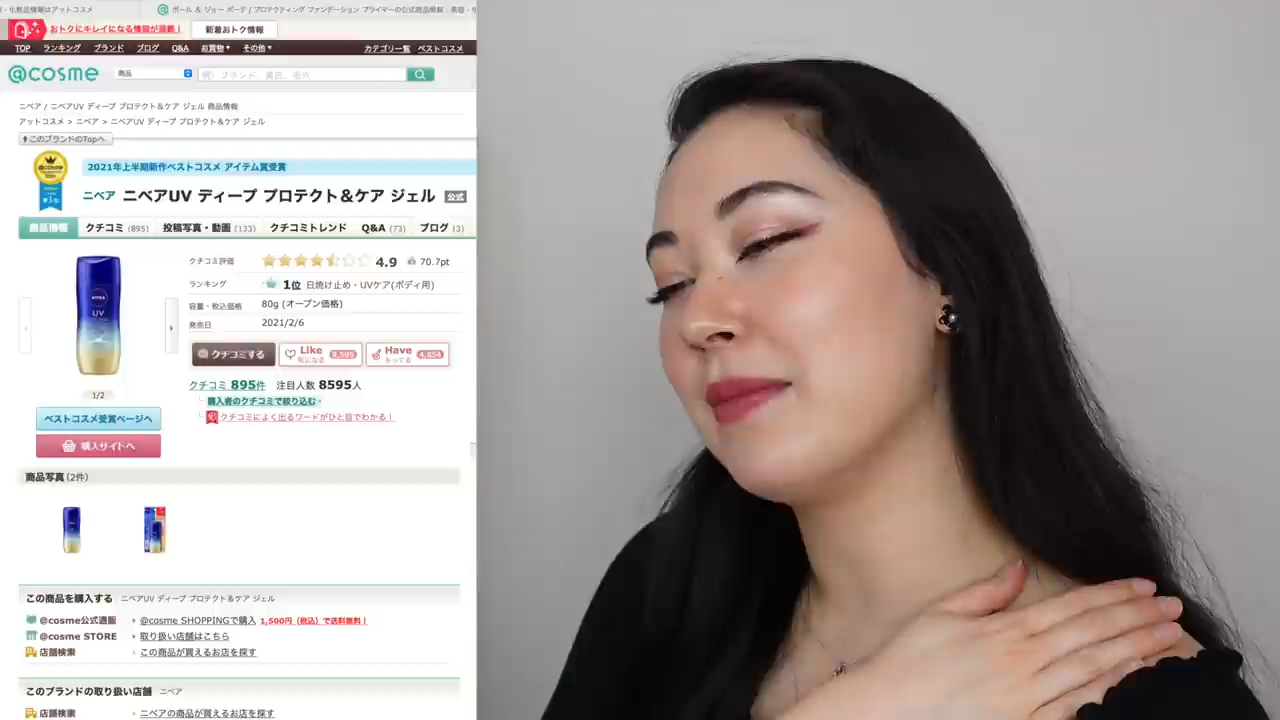 ・化粧品情報はアットコスメ
ポール ＆ ジョー ボーテ / プロテクティング ファンデーション プライマーの公式商品情報
おトクにキレイになる情報が満載！
新着おトク情報
TOP ランキング ブランド ブログ Q&A お買物 その他 カテゴリ一覧 ベストコスメ
@cosme 商品 例）ブランド、美白、毛穴
ニベア / ニベアUV ディープ プロテクト＆ケア ジェル 商品情報
アットコスメ > ニベア > ニベアUV ディープ プロテクト＆ケア ジェル
このブランドのTopへ
2021年上半期新作ベストコスメ アイテム賞受賞
ニベア ニベアUV ディープ プロテクト＆ケア ジェル 公式
商品情報 クチコミ (895) 投稿写真・動画 (133) クチコミトレンド Q&A (73) ブログ (3)
クチコミ評価 4.9 70.7pt
ランキング 1位 日焼け止め・UVケア(ボディ用)
容量・税込価格 80g (オープン価格)
発売日 2021/2/6
NIVEA
UV
クチコミする Like 気になる 8,595 Have もってる 4,854
クチコミ 895件 注目人数 8595人
購入者のクチコミで絞り込む
クチコミによく出るワードがひと目でわかる！
1/2
ベストコスメ受賞ページへ
購入サイトへ
商品写真 (2件)
この商品を購入する ニベアUV ディープ プロテクト＆ケア ジェル
@cosme公式通販 @cosme SHOPPINGで購入 1,500円（税込）で送料無料！
@cosme STORE 取り扱い店舗はこちら
店舗検索 この商品が買えるお店を探す
このブランドの取り扱い店舗 ニベア
店舗検索 ニベアの商品が買えるお店を探す